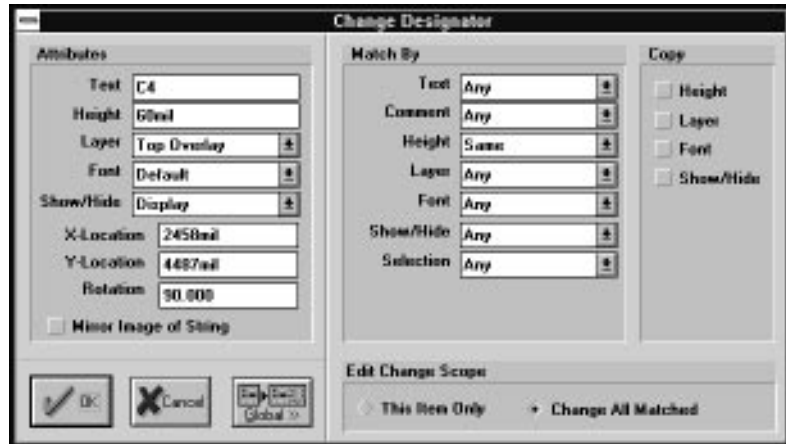 Change Designator
Attributes
Text C4
Height 60mil
Layer Top Overlay
Font Default
Show/Hide Display
X-Location 2458mil
Y-Location 4487mil
Rotation 90.000
Mirror Image of String
OK
Cancel
Global >>
Match By
Text Any
Comment Any
Height Same
Layer Any
Font Any
Show/Hide Any
Selection Any
Copy
Height
Layer
Font
Show/Hide
Edit Change Scope
This Item Only
Change All Matched